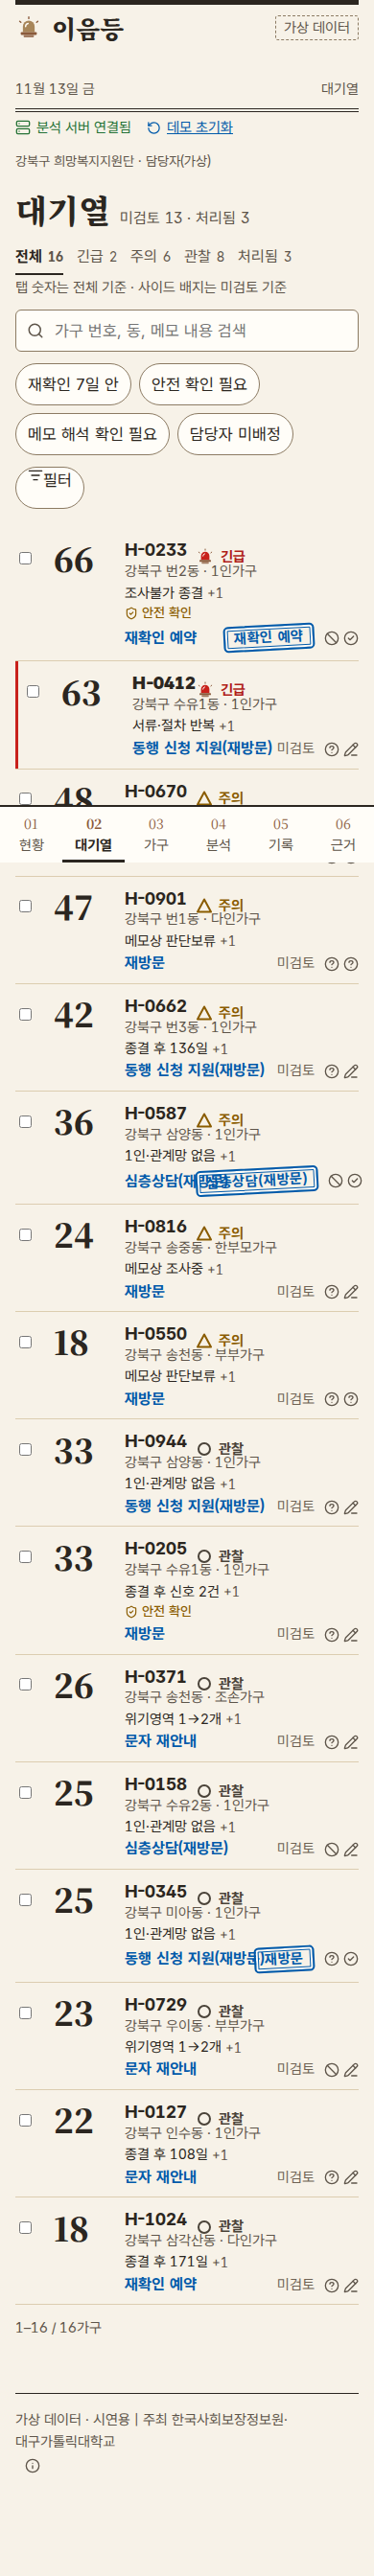 이음등
가상 데이터
11월 13일 금
대기열
분석 서버 연결됨 데모 초기화
강북구 희망복지지원단 · 담당자(가상)
대기열 미검토 13 · 처리됨 3
전체 16 긴급 2 주의 6 관찰 8 처리됨 3
탭 숫자는 전체 기준 · 사이드 배지는 미검토 기준
가구 번호, 동, 메모 내용 검색
재확인 7일 안 안전 확인 필요
메모 해석 확인 필요 담당자 미배정
필터
66 H-0233 긴급
강북구 번2동 · 1인가구
조사불가 종결 +1
안전 확인
재확인 예약 재확인 예약
63 H-0412 긴급
강북구 수유1동 · 1인가구
서류·절차 반복 +1
동행 신청 지원(재방문) 미검토
48 H-0670 주의
01 02 03 04 05 06
현황 대기열 가구 분석 기록 근거
47 H-0901 주의
강북구 번1동 · 다인가구
메모상 판단보류 +1
재방문 미검토
42 H-0662 주의
강북구 번3동 · 1인가구
종결 후 136일 +1
동행 신청 지원(재방문) 미검토
36 H-0587 주의
강북구 삼양동 · 1인가구
1인·관계망 없음 +1
심층상담(재방문) 심층상담(재방문)
24 H-0816 주의
강북구 송중동 · 한부모가구
메모상 조사중 +1
재방문 미검토
18 H-0550 주의
강북구 송천동 · 부부가구
메모상 판단보류 +1
재방문 미검토
33 H-0944 관찰
강북구 삼양동 · 1인가구
1인·관계망 없음 +1
동행 신청 지원(재방문) 미검토
33 H-0205 관찰
강북구 수유1동 · 1인가구
종결 후 신호 2건 +1
안전 확인
재방문 미검토
26 H-0371 관찰
강북구 송천동 · 조손가구
위기영역 1→2개 +1
문자 재안내 미검토
25 H-0158 관찰
강북구 수유2동 · 1인가구
1인·관계망 없음 +1
심층상담(재방문) 미검토
25 H-0345 관찰
강북구 미아동 · 1인가구
1인·관계망 없음 +1
동행 신청 지원(재방문) 재방문
23 H-0729 관찰
강북구 우이동 · 부부가구
위기영역 1→2개 +1
문자 재안내 미검토
22 H-0127 관찰
강북구 인수동 · 1인가구
종결 후 108일 +1
문자 재안내 미검토
18 H-1024 관찰
강북구 삼각산동 · 다인가구
종결 후 171일 +1
재확인 예약 미검토
1–16 / 16가구
가상 데이터 · 시연용 | 주최 한국사회보장정보원·
대구가톨릭대학교